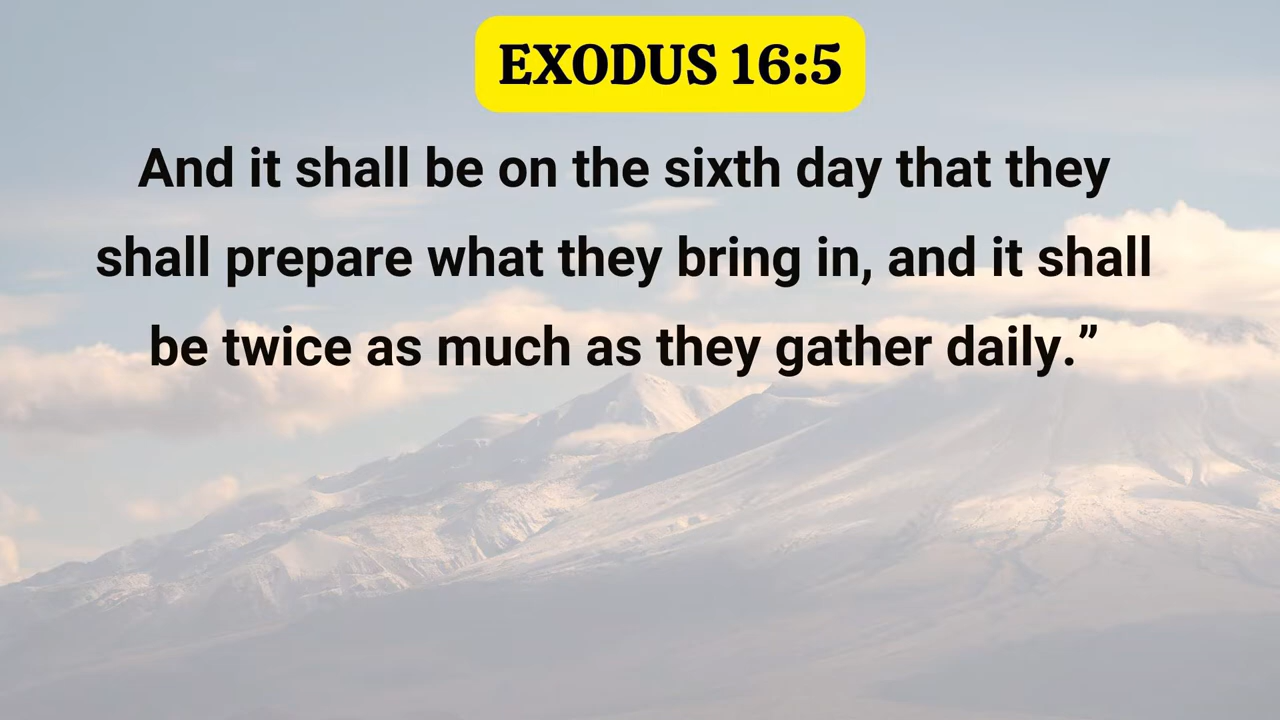 EXODUS 16:5
And it shall be on the sixth day that they
shall prepare what they bring in, and it shall
be twice as much as they gather daily.”